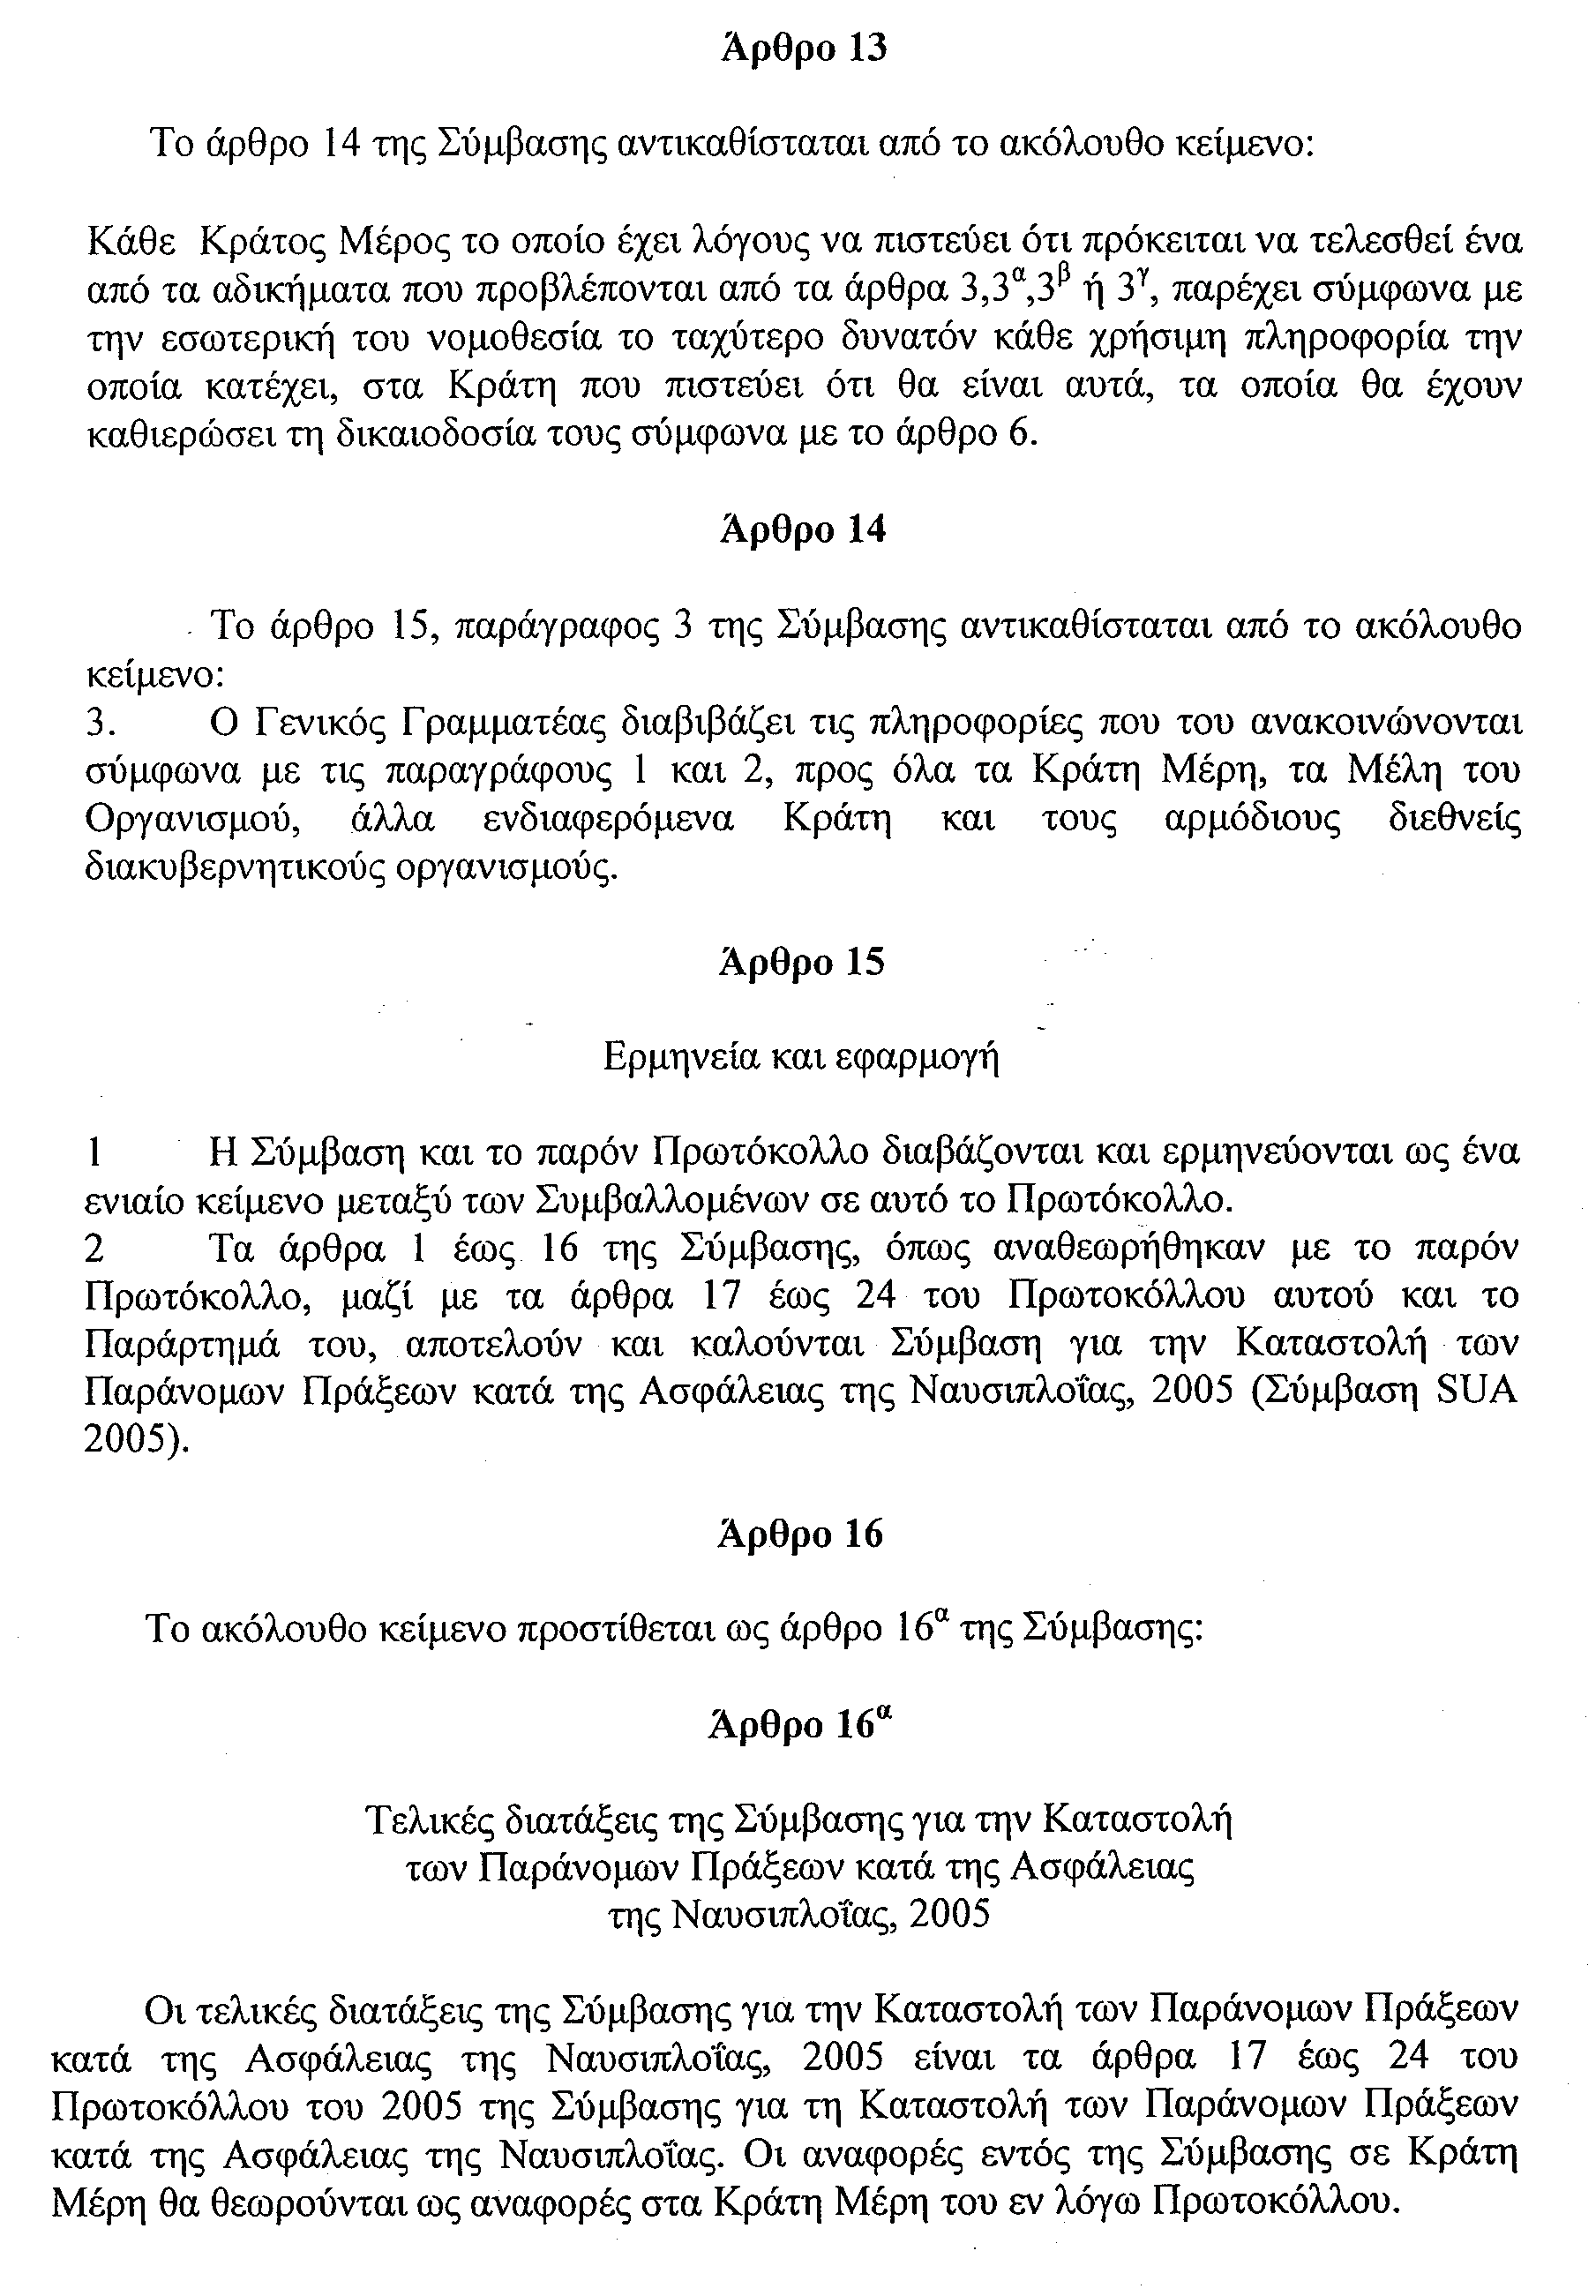 Άρθρο 13
Το άρθρο 14 της Σύμβασης αντικαθίσταται από το ακόλουθο κείμενο:
Κάθε Κράτος Μέρος το οποίο έχει λόγους να πιστεύει ότι πρόκειται να τελεσθεί ένα
από τα αδικήματα που προβλέπονται από τα άρθρα 3,3ᵅ,3ᵝ ή 3ᵞ, παρέχει σύμφωνα με
την εσωτερική του νομοθεσία το ταχύτερο δυνατόν κάθε χρήσιμη πληροφορία την
οποία κατέχει, στα Κράτη που πιστεύει ότι θα είναι αυτά, τα οποία θα έχουν
καθιερώσει τη δικαιοδοσία τους σύμφωνα με το άρθρο 6.
Άρθρο 14
Το άρθρο 15, παράγραφος 3 της Σύμβασης αντικαθίσταται από το ακόλουθο
κείμενο:
3. Ο Γενικός Γραμματέας διαβιβάζει τις πληροφορίες που του ανακοινώνονται
σύμφωνα με τις παραγράφους 1 και 2, προς όλα τα Κράτη Μέρη, τα Μέλη του
Οργανισμού, άλλα ενδιαφερόμενα Κράτη και τους αρμόδιους διεθνείς
διακυβερνητικούς οργανισμούς.
Άρθρο 15
Ερμηνεία και εφαρμογή
1 Η Σύμβαση και το παρόν Πρωτόκολλο διαβάζονται και ερμηνεύονται ως ένα
ενιαίο κείμενο μεταξύ των Συμβαλλομένων σε αυτό το Πρωτόκολλο.
2 Τα άρθρα 1 έως 16 της Σύμβασης, όπως αναθεωρήθηκαν με το παρόν
Πρωτόκολλο, μαζί με τα άρθρα 17 έως 24 του Πρωτοκόλλου αυτού και το
Παράρτημά του, αποτελούν και καλούνται Σύμβαση για την Καταστολή των
Παράνομων Πράξεων κατά της Ασφάλειας της Ναυσιπλοΐας, 2005 (Σύμβαση SUA
2005).
Άρθρο 16
Το ακόλουθο κείμενο προστίθεται ως άρθρο 16ᵅ της Σύμβασης:
Άρθρο 16ᵅ
Τελικές διατάξεις της Σύμβασης για την Καταστολή
των Παράνομων Πράξεων κατά της Ασφάλειας
της Ναυσιπλοΐας, 2005
Οι τελικές διατάξεις της Σύμβασης για την Καταστολή των Παράνομων Πράξεων
κατά της Ασφάλειας της Ναυσιπλοΐας, 2005 είναι τα άρθρα 17 έως 24 του
Πρωτοκόλλου του 2005 της Σύμβασης για τη Καταστολή των Παράνομων Πράξεων
κατά της Ασφάλειας της Ναυσιπλοΐας. Οι αναφορές εντός της Σύμβασης σε Κράτη
Μέρη θα θεωρούνται ως αναφορές στα Κράτη Μέρη του εν λόγω Πρωτοκόλλου.